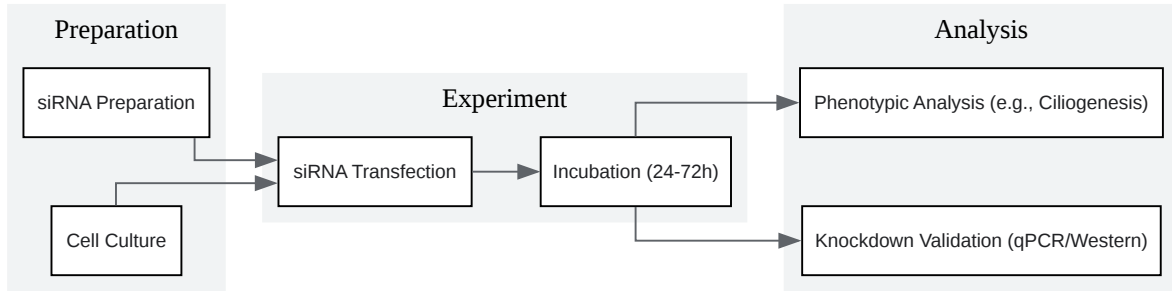 Preparation
siRNA Preparation
Cell Culture
Experiment
siRNA Transfection
Incubation (24-72h)
Analysis
Phenotypic Analysis (e.g., Ciliogenesis)
Knockdown Validation (qPCR/Western)